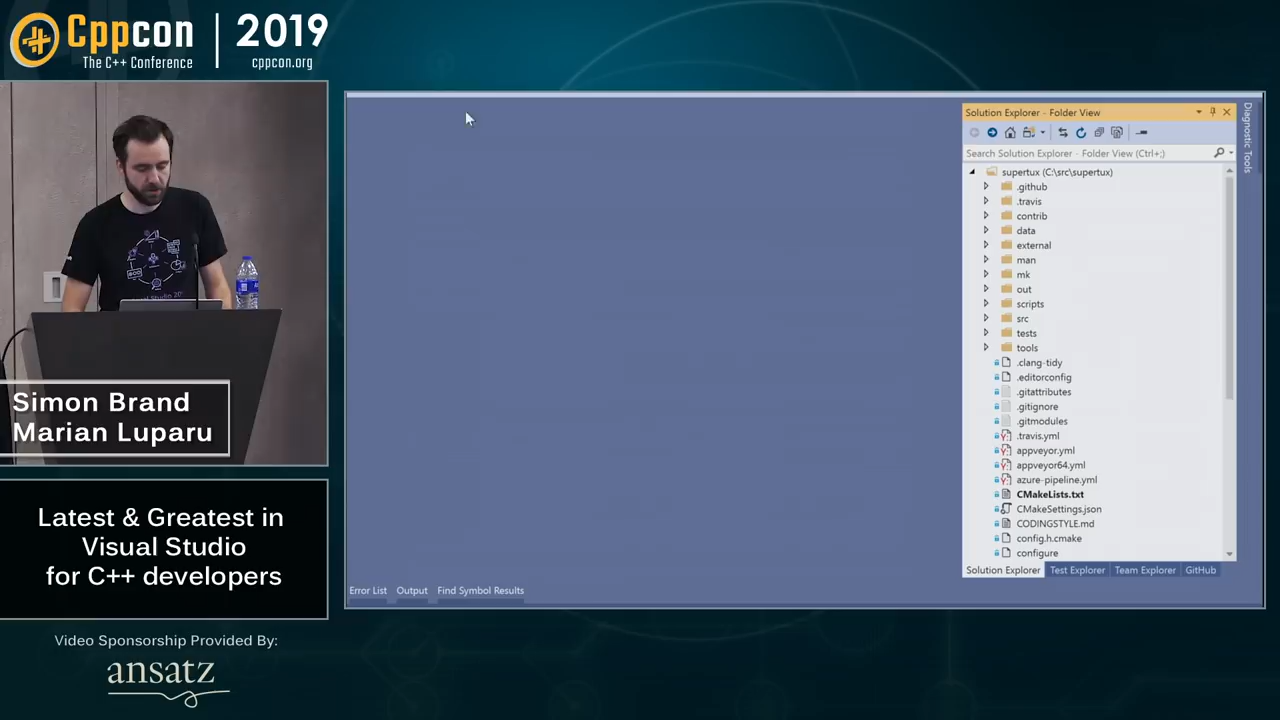 Cppcon
The C++ Conference
2019
cppcon.org
Simon Brand
Marian Luparu
Latest & Greatest in
Visual Studio
for C++ developers
Video Sponsorship Provided By:
ansatz
Solution Explorer - Folder View
Search Solution Explorer - Folder View (Ctrl+;)
supertux (C:\src\supertux)
.github
.travis
contrib
data
external
man
mk
out
scripts
src
tests
tools
.clang-tidy
.editorconfig
.gitattributes
.gitignore
.gitmodules
.travis.yml
appveyor.yml
appveyor64.yml
azure-pipeline.yml
CMakeLists.txt
CMakeSettings.json
CODINGSTYLE.md
config.h.cmake
configure
Solution Explorer
Test Explorer
Team Explorer
GitHub
Diagnostic Tools
Error List
Output
Find Symbol Results